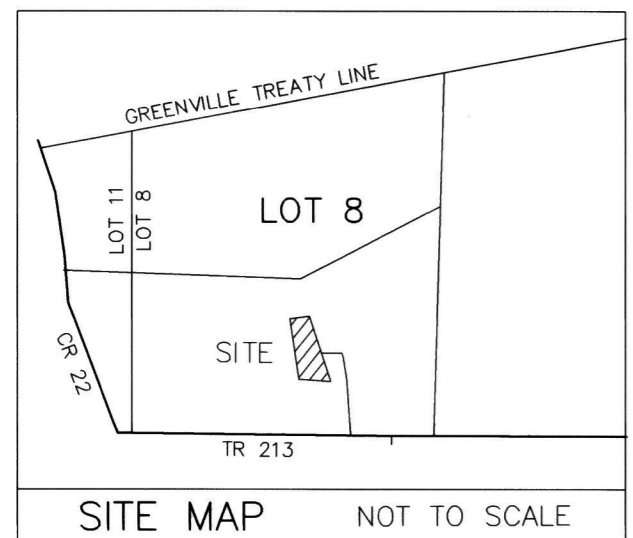 GREENVILLE TREATY LINE
LOT 11
LOT 8
LOT 8
SITE
CR 22
TR 213
SITE MAP
NOT TO SCALE